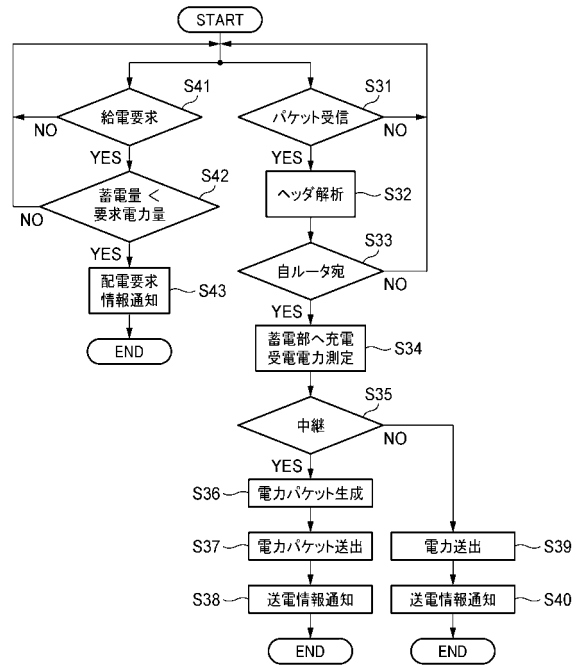 START
S41
給電要求
NO
YES
S42
蓄電量 <
要求電力量
NO
YES
配電要求
情報通知
S43
END
S31
パケット受信
NO
YES
ヘッダ解析
S32
S33
自ルータ宛
NO
YES
蓄電部へ充電
受電電力測定
S34
S35
中継
NO
YES
S36
電力パケット生成
S37
電力パケット送出
S38
送電情報通知
END
電力送出
S39
送電情報通知
S40
END